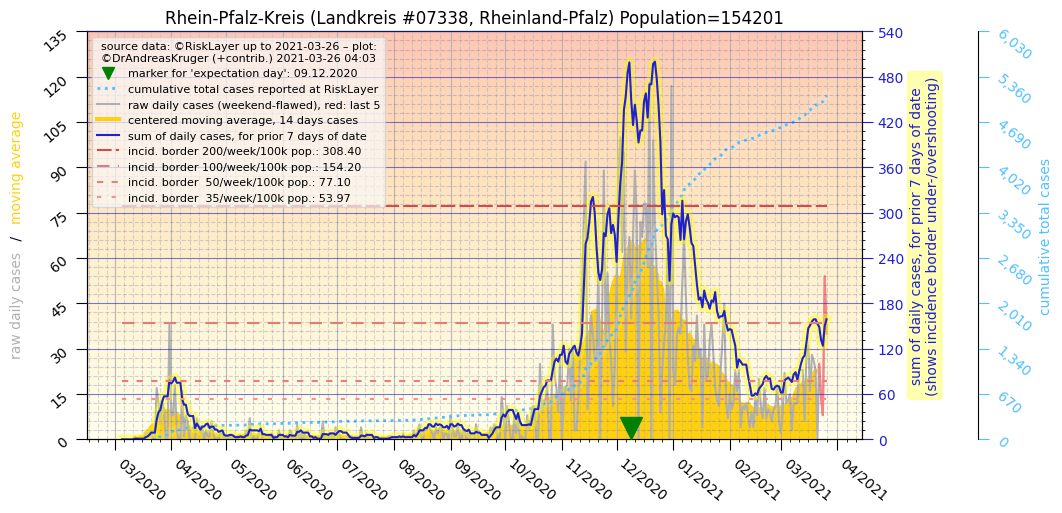 Rhein-Pfalz-Kreis (Landkreis #07338, Rheinland-Pfalz) Population=154201
source data: ©RiskLayer up to 2021-03-26 – plot:
©DrAndreasKruger (+contrib.) 2021-03-26 04:03
marker for 'expectation day': 09.12.2020
cumulative total cases reported at RiskLayer
raw daily cases (weekend-flawed), red: last 5
centered moving average, 14 days cases
sum of daily cases, for prior 7 days of date
incid. border 200/week/100k pop.: 308.40
incid. border 100/week/100k pop.: 154.20
incid. border  50/week/100k pop.: 77.10
incid. border  35/week/100k pop.: 53.97
raw daily cases / moving average
135
120
105
90
75
60
45
30
15
0
540
480
420
360
300
240
180
120
60
0
sum of daily cases, for prior 7 days of date
(shows incidence border under-/overshooting)
6,030
5,360
4,690
4,020
3,350
2,680
2,010
1,340
670
0
cumulative total cases
03/2020
04/2020
05/2020
06/2020
07/2020
08/2020
09/2020
10/2020
11/2020
12/2020
01/2021
02/2021
03/2021
04/2021